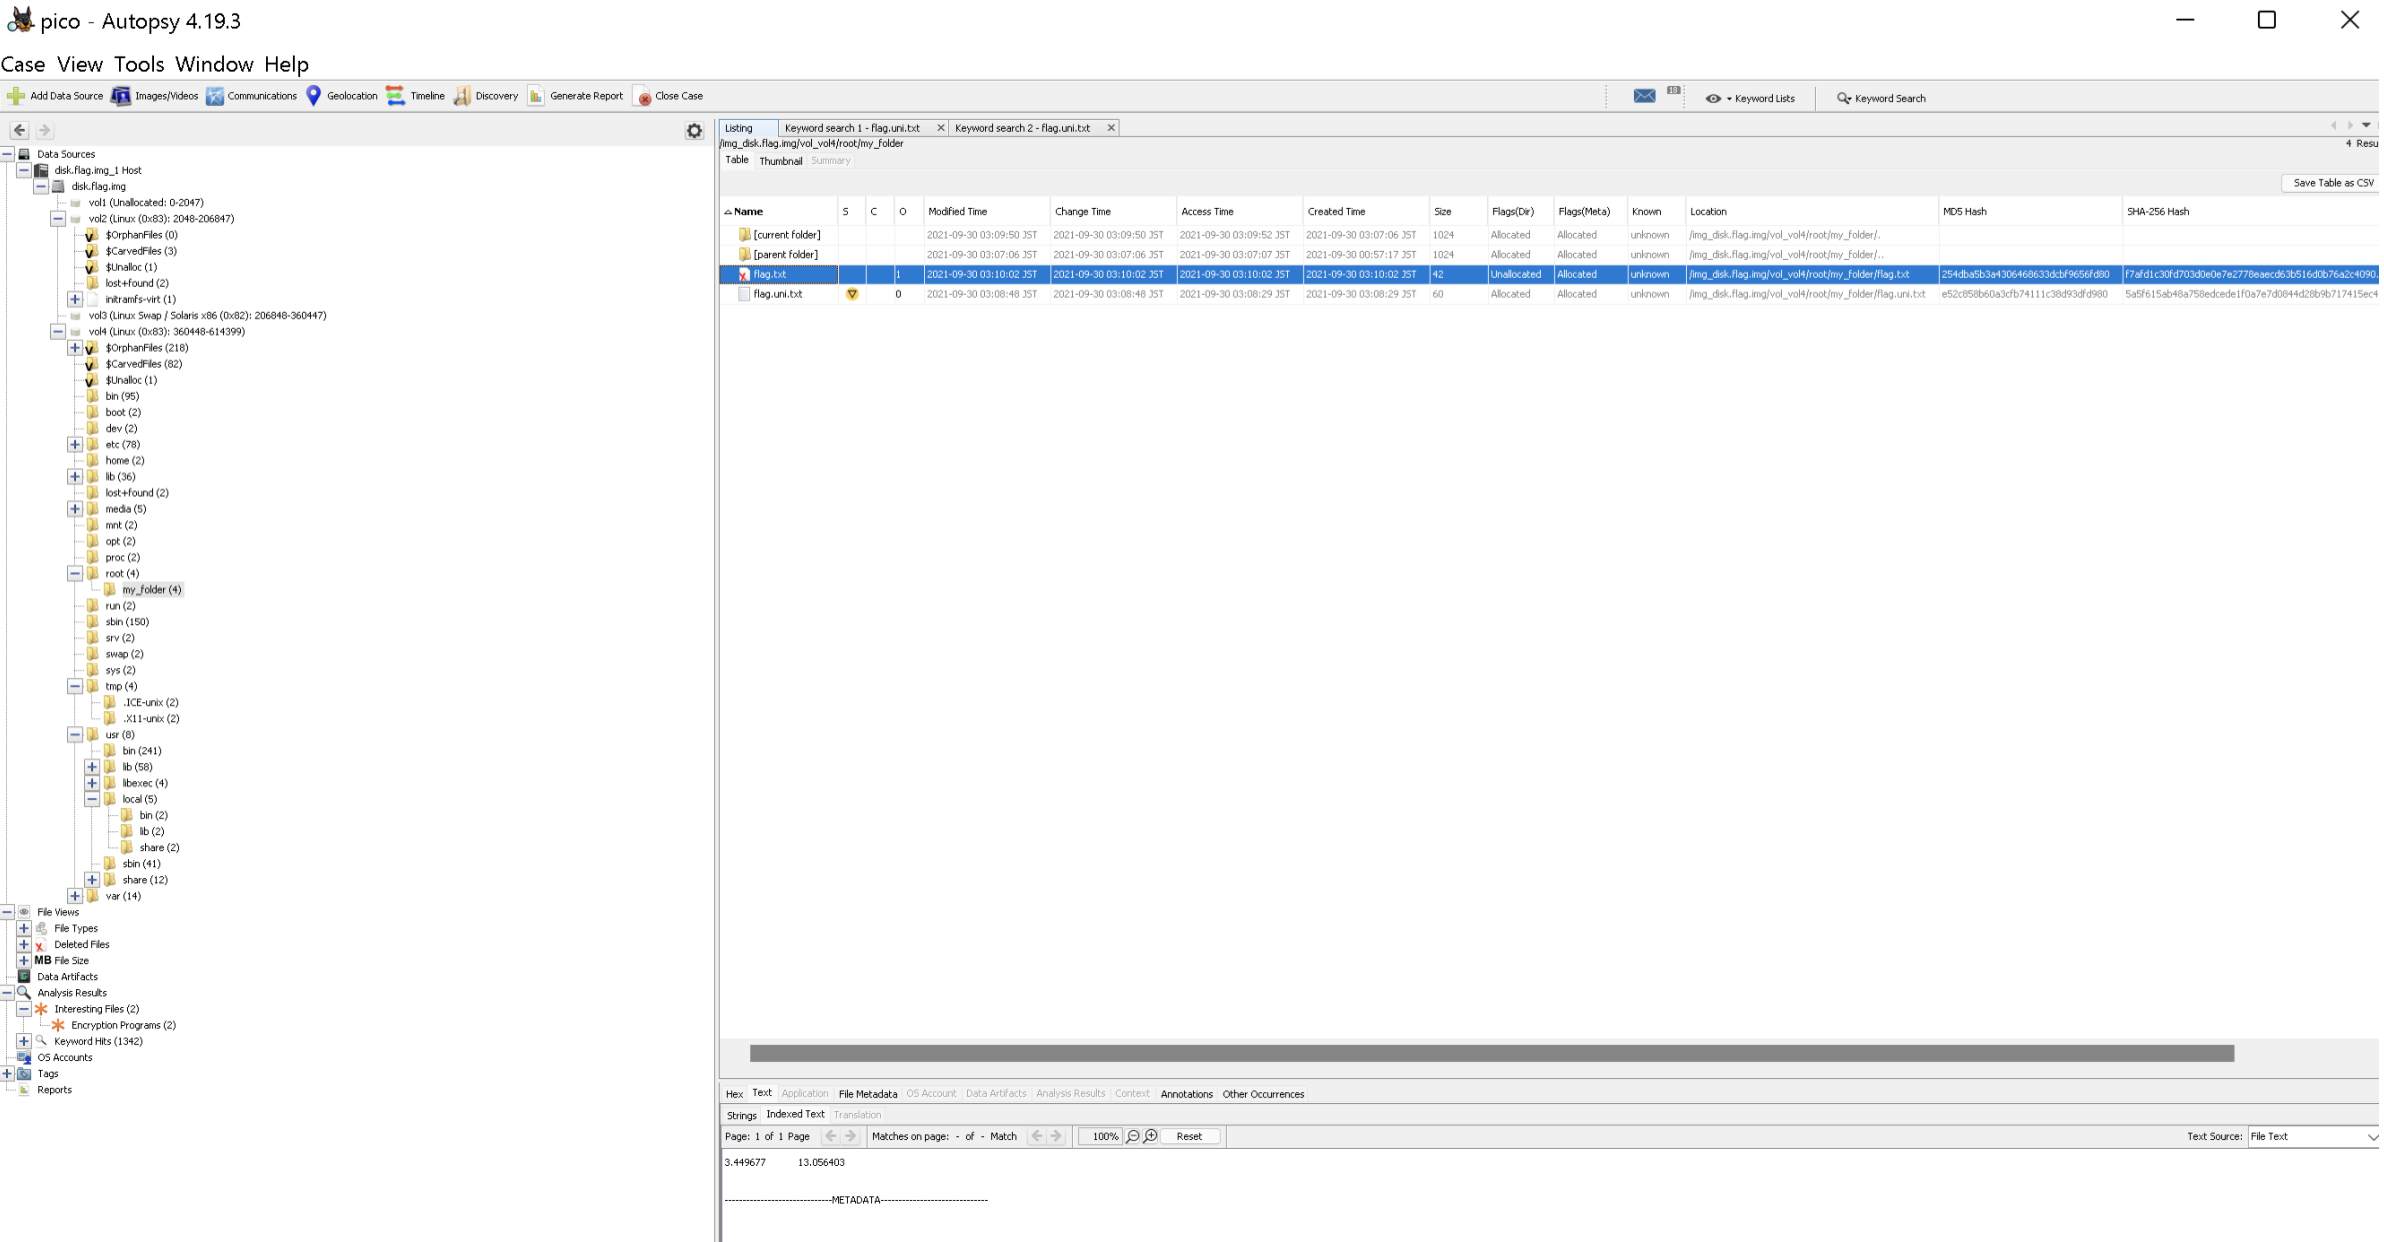 pico - Autopsy 4.19.3
Case View Tools Window Help
Add Data Source Images/Videos Communications Geolocation Timeline Discovery Generate Report Close Case 18 Keyword Lists Keyword Search
Data Sources
disk.flag.img_1 Host
disk.flag.img
vol1 (Unallocated: 0-2047)
vol2 (Linux (0x83): 2048-206847)
$OrphanFiles (0)
$CarvedFiles (3)
$Unalloc (1)
lost+found (2)
initramfs-virt (1)
vol3 (Linux Swap / Solaris x86 (0x82): 206848-360447)
vol4 (Linux (0x83): 360448-614399)
$OrphanFiles (218)
$CarvedFiles (82)
$Unalloc (1)
bin (95)
boot (2)
dev (2)
etc (78)
home (2)
lib (36)
lost+found (2)
media (5)
mnt (2)
opt (2)
proc (2)
root (4)
my_folder (4)
run (2)
sbin (150)
srv (2)
swap (2)
sys (2)
tmp (4)
.ICE-unix (2)
.X11-unix (2)
usr (8)
bin (241)
lib (58)
libexec (4)
local (5)
bin (2)
lib (2)
share (2)
sbin (41)
share (12)
var (14)
File Views
File Types
Deleted Files
MB File Size
Data Artifacts
Analysis Results
Interesting Files (2)
Encryption Programs (2)
Keyword Hits (1342)
OS Accounts
Tags
Reports
Listing Keyword search 1 - flag.uni.txt Keyword search 2 - flag.uni.txt
/img_disk.flag.img/vol_vol4/root/my_folder
4 Resu
Table Thumbnail Summary
Save Table as CSV
Name S C O Modified Time Change Time Access Time Created Time Size Flags(Dir) Flags(Meta) Known Location MD5 Hash SHA-256 Hash
[current folder] 2021-09-30 03:09:50 JST 2021-09-30 03:09:50 JST 2021-09-30 03:09:52 JST 2021-09-30 03:07:06 JST 1024 Allocated Allocated unknown /img_disk.flag.img/vol_vol4/root/my_folder/.
[parent folder] 2021-09-30 03:07:06 JST 2021-09-30 03:07:06 JST 2021-09-30 03:07:07 JST 2021-09-30 00:57:17 JST 1024 Allocated Allocated unknown /img_disk.flag.img/vol_vol4/root/my_folder/..
flag.txt 1 2021-09-30 03:10:02 JST 2021-09-30 03:10:02 JST 2021-09-30 03:10:02 JST 2021-09-30 03:10:02 JST 42 Unallocated Allocated unknown /img_disk.flag.img/vol_vol4/root/my_folder/flag.txt 254dba5b3a4306468633dcbf9656fd80 f7afd1c30fd703d0e0e7e2778eaecd63b516d0b76a2c4090.
flag.uni.txt 0 2021-09-30 03:08:48 JST 2021-09-30 03:08:48 JST 2021-09-30 03:08:29 JST 2021-09-30 03:08:29 JST 60 Allocated Allocated unknown /img_disk.flag.img/vol_vol4/root/my_folder/flag.uni.txt e52c858b60a3cfb74111c38d93dfd980 5a5f615ab48a758edcede1f0a7e7d0844d28b9b717415ec4
Hex Text Application File Metadata OS Account Data Artifacts Analysis Results Context Annotations Other Occurrences
Strings Indexed Text Translation
Page: 1 of 1 Page Matches on page: - of - Match 100% Reset Text Source: File Text
3.449677 13.056403
------------------------------METADATA------------------------------